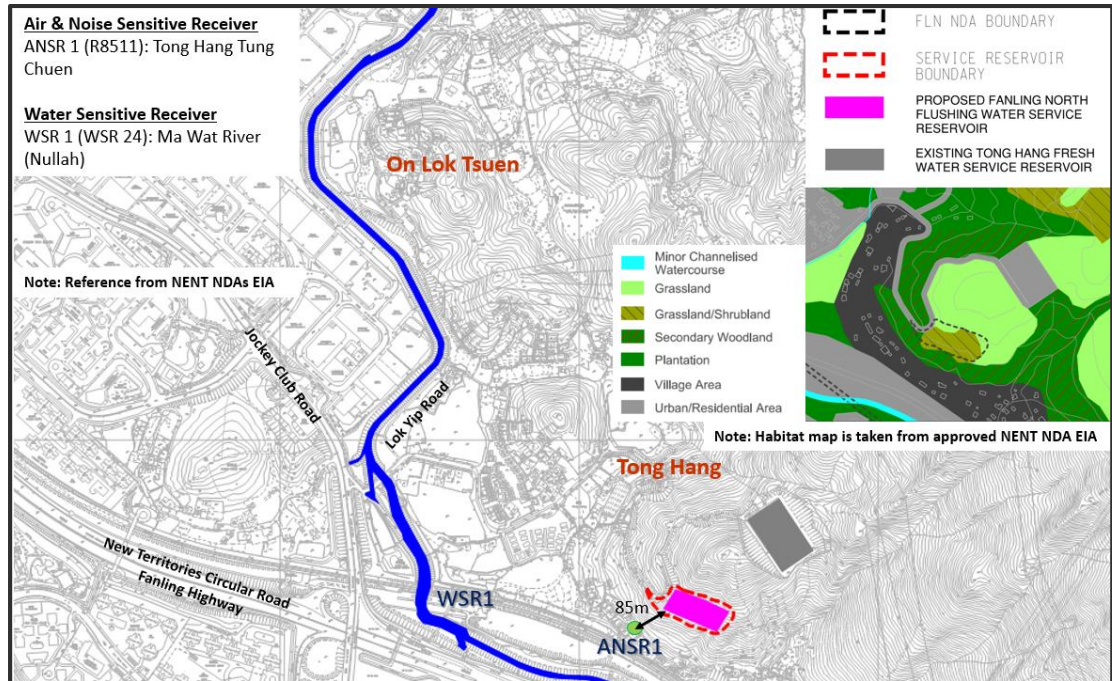 Air & Noise Sensitive Receiver
ANSR 1 (R8511): Tong Hang Tung
Chuen
Water Sensitive Receiver
WSR 1 (WSR 24): Ma Wat River
(Nullah)
Note: Reference from NENT NDAs EIA
On Lok Tsuen
Jockey Club Road
Lok Yip Road
Tong Hang
New Territories Circular Road
Fanling Highway
WSR1
85m
ANSR1
FLN NDA BOUNDARY
SERVICE RESERVOIR
BOUNDARY
PROPOSED FANLING NORTH
FLUSHING WATER SERVICE
RESERVOIR
EXISTING TONG HANG FRESH
WATER SERVICE RESERVOIR
Minor Channelised
Watercourse
Grassland
Grassland/Shrubland
Secondary Woodland
Plantation
Village Area
Urban/Residential Area
Note: Habitat map is taken from approved NENT NDA EIA